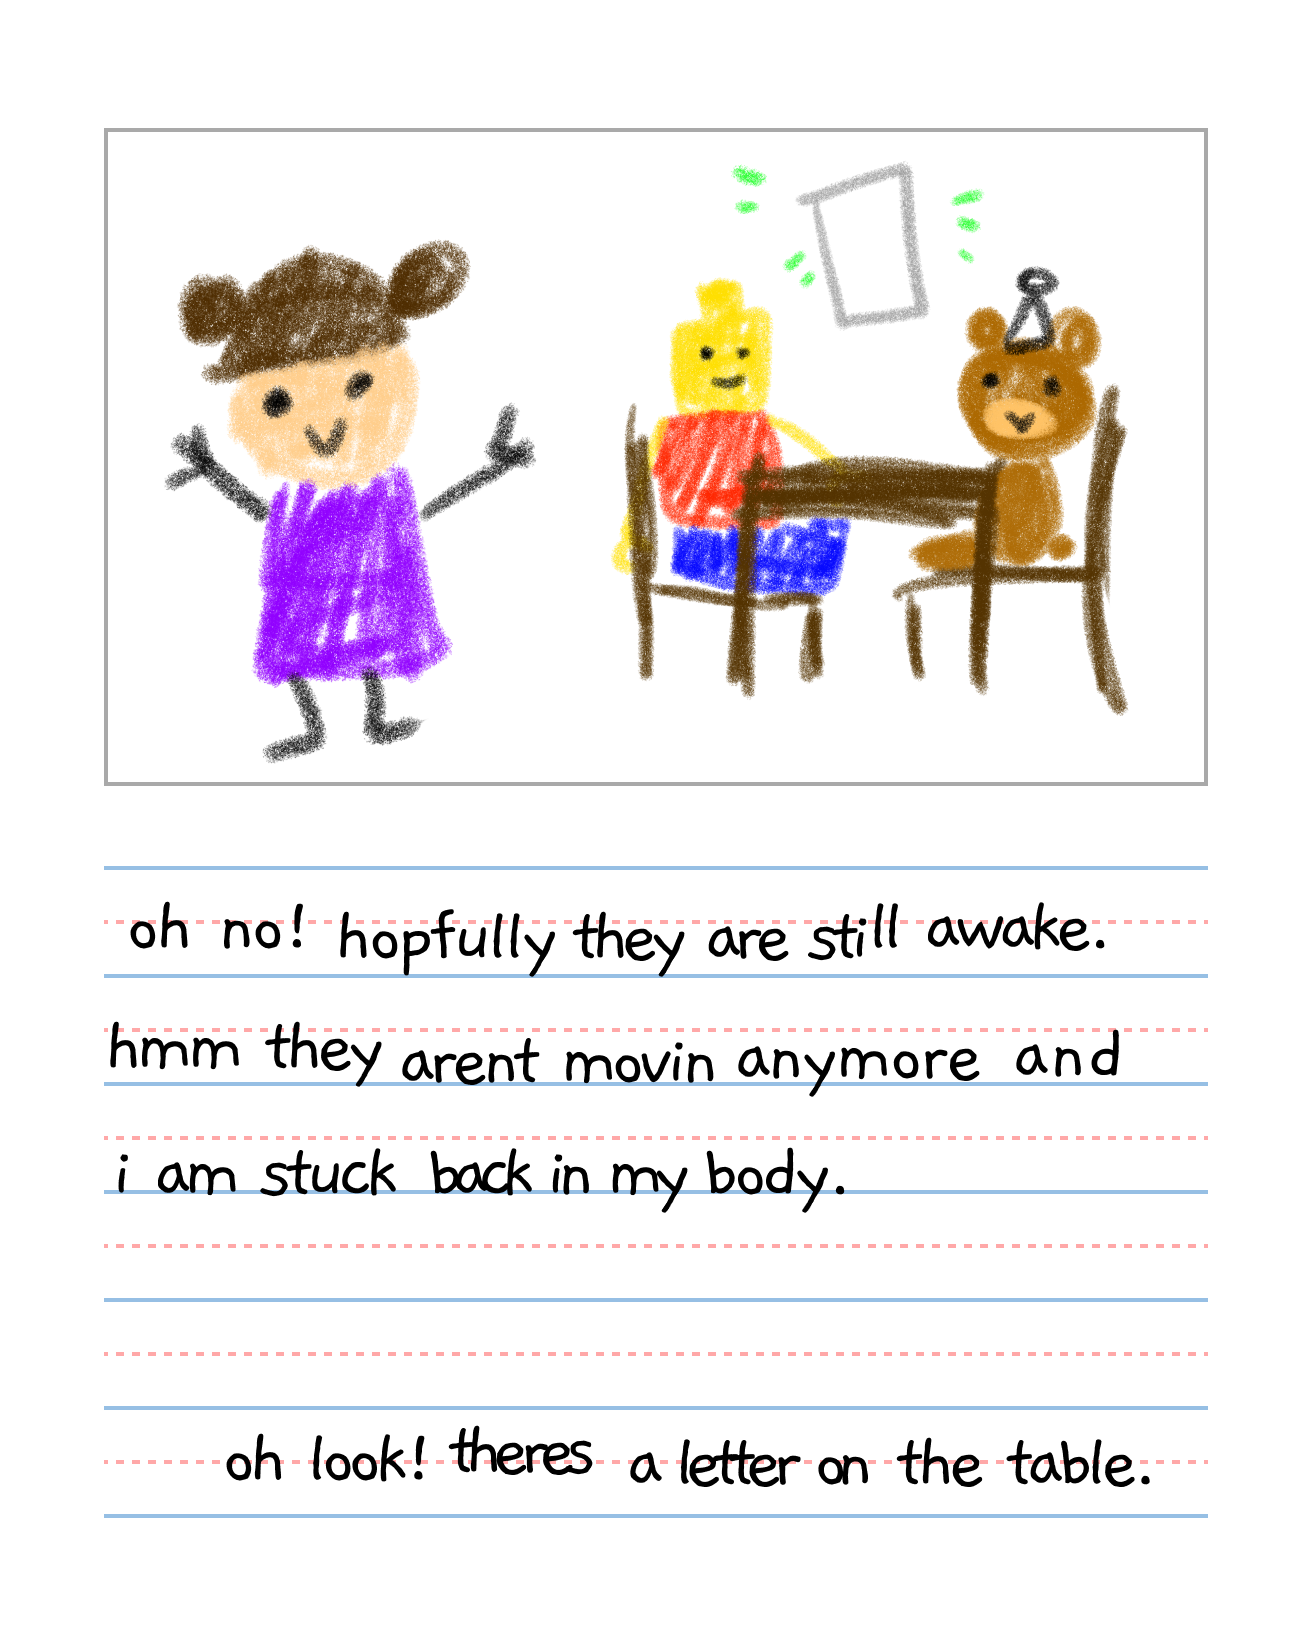 oh no! hopfully they are still awake.
hmm they arent movin anymore and
i am stuck back in my body.
oh look! theres a letter on the table.